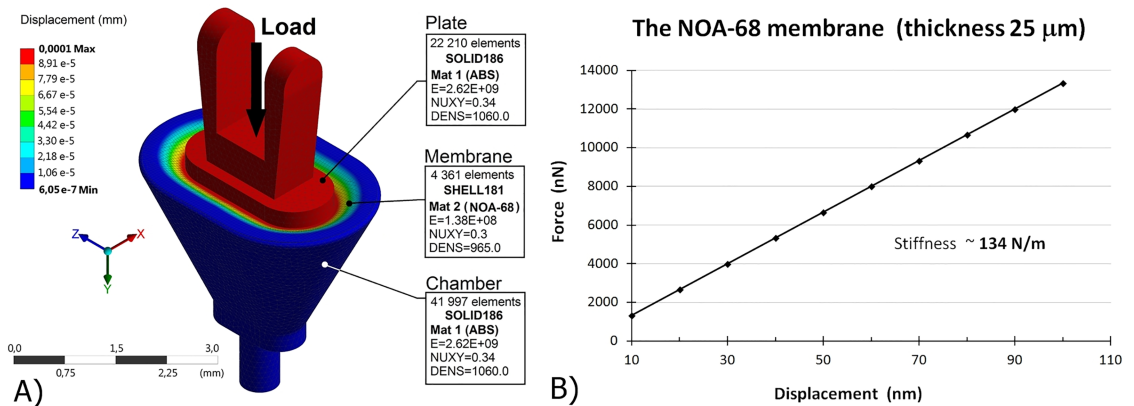 Displacement (mm)
0,0001 Max
8,91 e-5
7,79 e-5
6,67 e-5
5,54 e-5
4,42 e-5
3,30 e-5
2,18 e-5
1,06 e-5
6,05e-7 Min
Load
Z
X
Y
0,0
1,5
3,0
0,75
2,25
(mm)
A)
Plate
22 210 elements
SOLID186
Mat 1 (ABS)
E=2.62E+09
NUXY=0.34
DENS=1060.0
Membrane
4 361 elements
SHELL181
Mat 2 (NOA-68)
E=1.38E+08
NUXY=0.3
DENS=965.0
Chamber
41 997 elements
SOLID186
Mat 1 (ABS)
E=2.62E+09
NUXY=0.34
DENS=1060.0
The NOA-68 membrane (thickness 25 μm)
Force (nN)
14000
12000
10000
8000
6000
4000
2000
0
Stiffness ~ 134 N/m
10
30
50
70
90
110
Displacement (nm)
B)